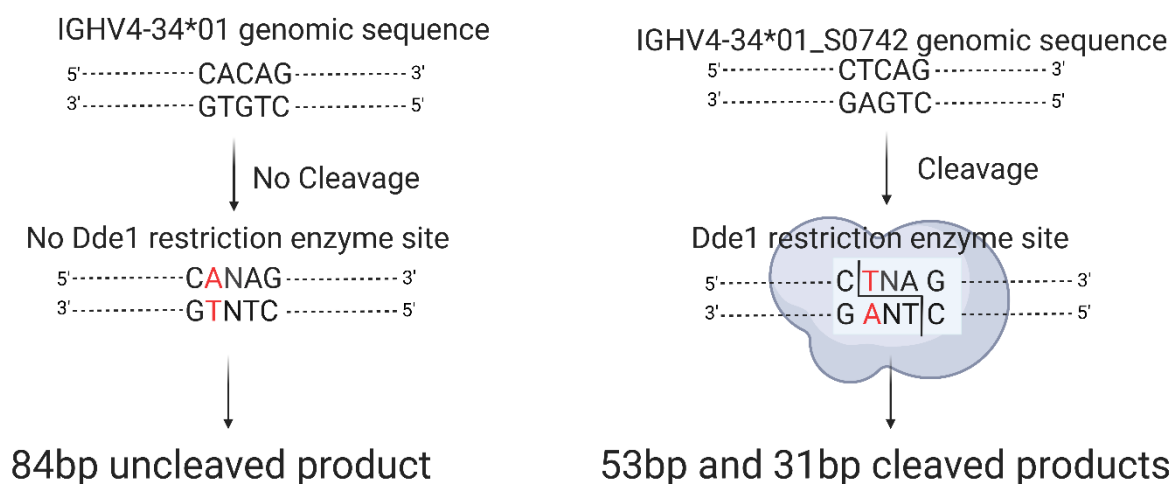 IGHV4-34*01 genomic sequence
5'----------CACAG----------3'
3'----------GTGTC----------5'
No Cleavage
No Dde1 restriction enzyme site
5'----------CANAG----------3'
3'----------GTNTC----------5'
84bp uncleaved product
IGHV4-34*01_S0742 genomic sequence
5'----------CTCAG----------3'
3'----------GAGTC----------5'
Cleavage
Dde1 restriction enzyme site
5'----------C TNA G----------3'
3'----------G ANT C----------5'
53bp and 31bp cleaved products